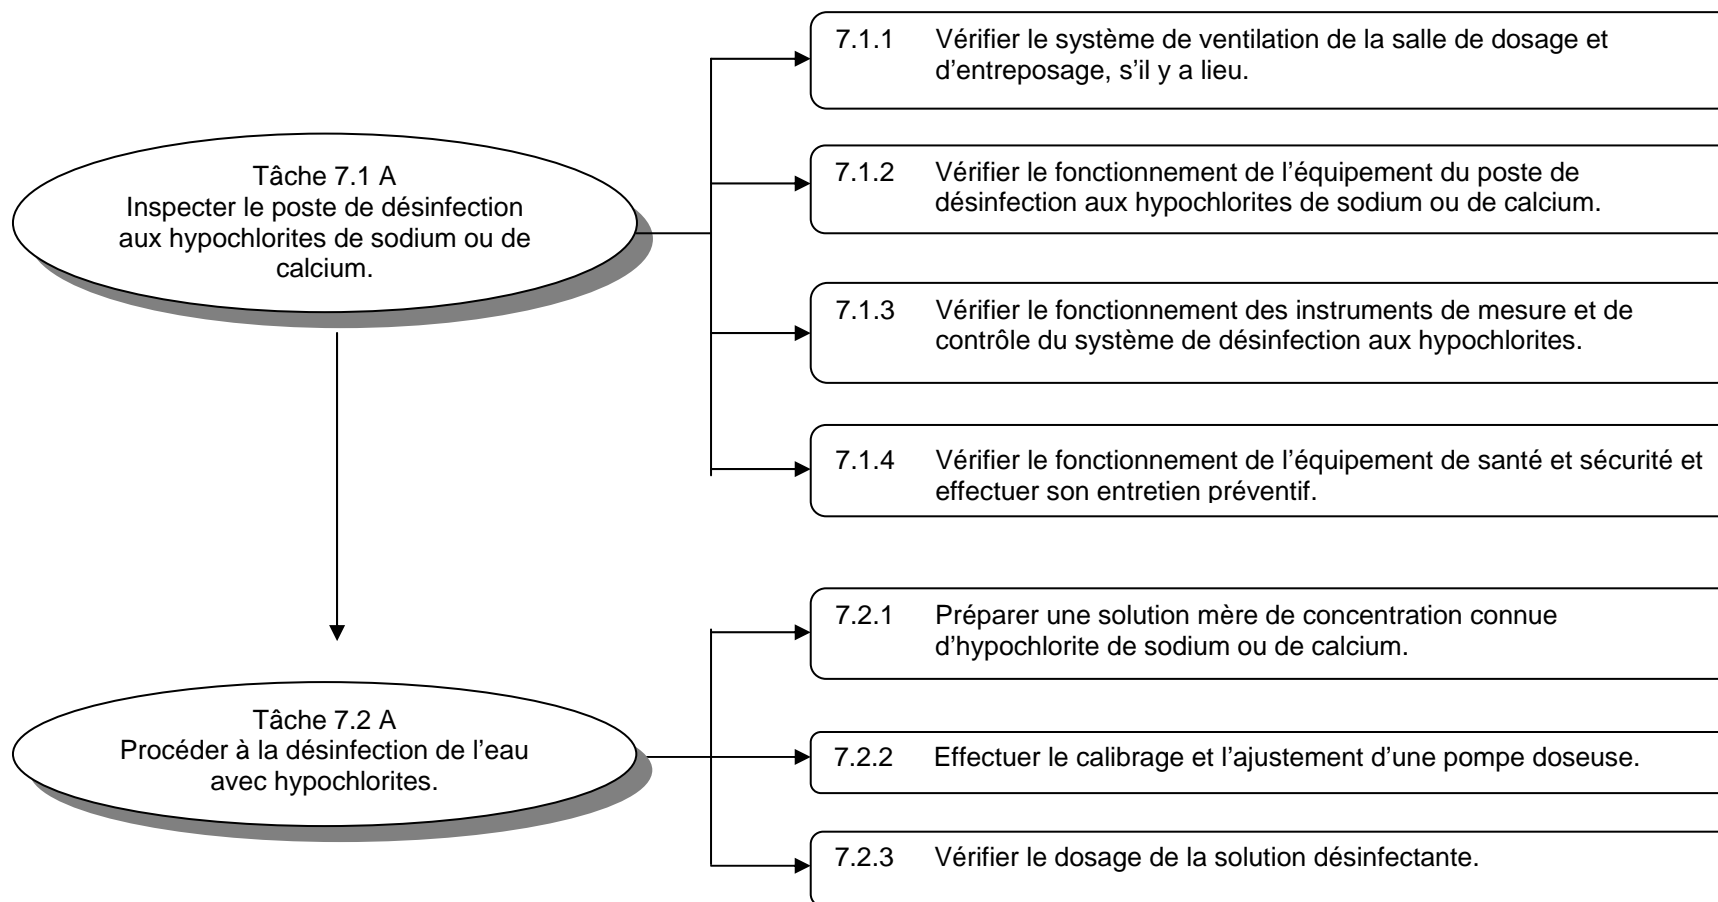 Tâche 7.1 A
Inspecter le poste de désinfection
aux hypochlorites de sodium ou de
calcium.
7.1.1 Vérifier le système de ventilation de la salle de dosage et
d'entreposage, s'il y a lieu.
7.1.2 Vérifier le fonctionnement de l'équipement du poste de
désinfection aux hypochlorites de sodium ou de calcium.
7.1.3 Vérifier le fonctionnement des instruments de mesure et de
contrôle du système de désinfection aux hypochlorites.
7.1.4 Vérifier le fonctionnement de l'équipement de santé et sécurité et
effectuer son entretien préventif.
Tâche 7.2 A
Procéder à la désinfection de l'eau
avec hypochlorites.
7.2.1 Préparer une solution mère de concentration connue
d'hypochlorite de sodium ou de calcium.
7.2.2 Effectuer le calibrage et l'ajustement d'une pompe doseuse.
7.2.3 Vérifier le dosage de la solution désinfectante.